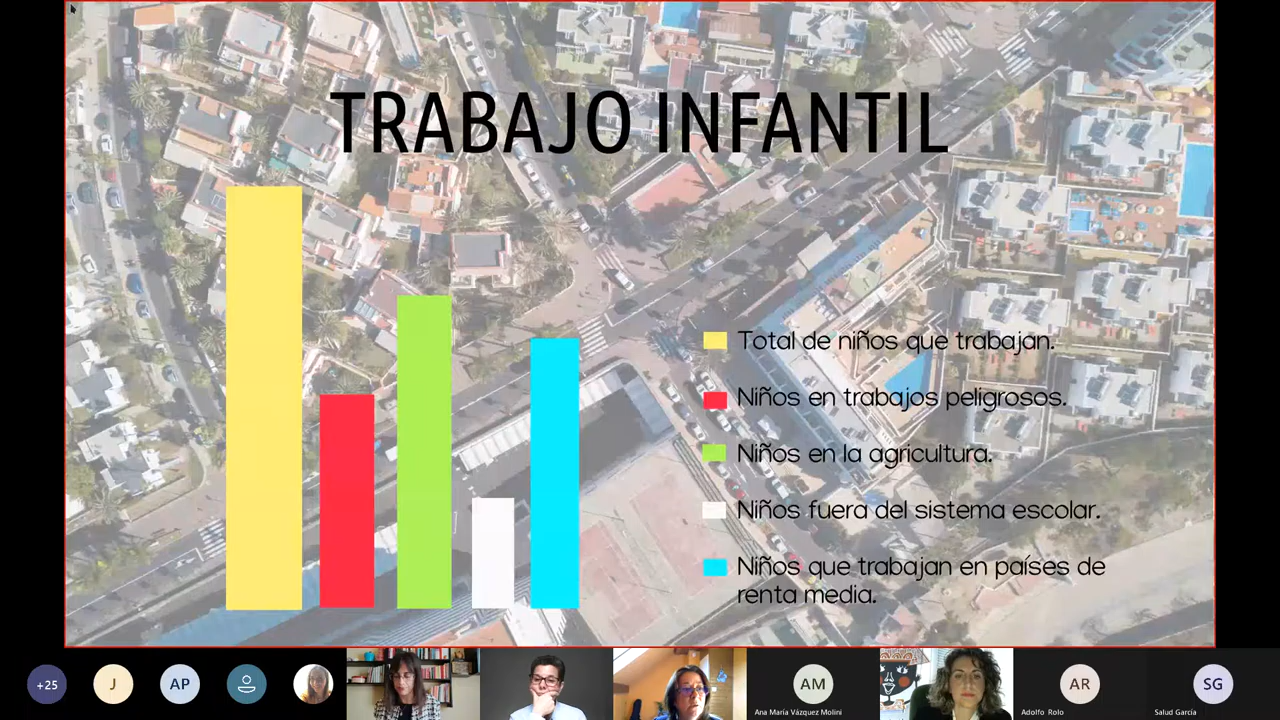 TRABAJO INFANTIL
Total de niños que trabajan.
Niños en trabajos peligrosos.
Niños en la agricultura.
Niños fuera del sistema escolar.
Niños que trabajan en países de
renta media.
+25
J
AP
AM
Ana María Vázquez Molini
AR
Adolfo Rolo
SG
Salud García